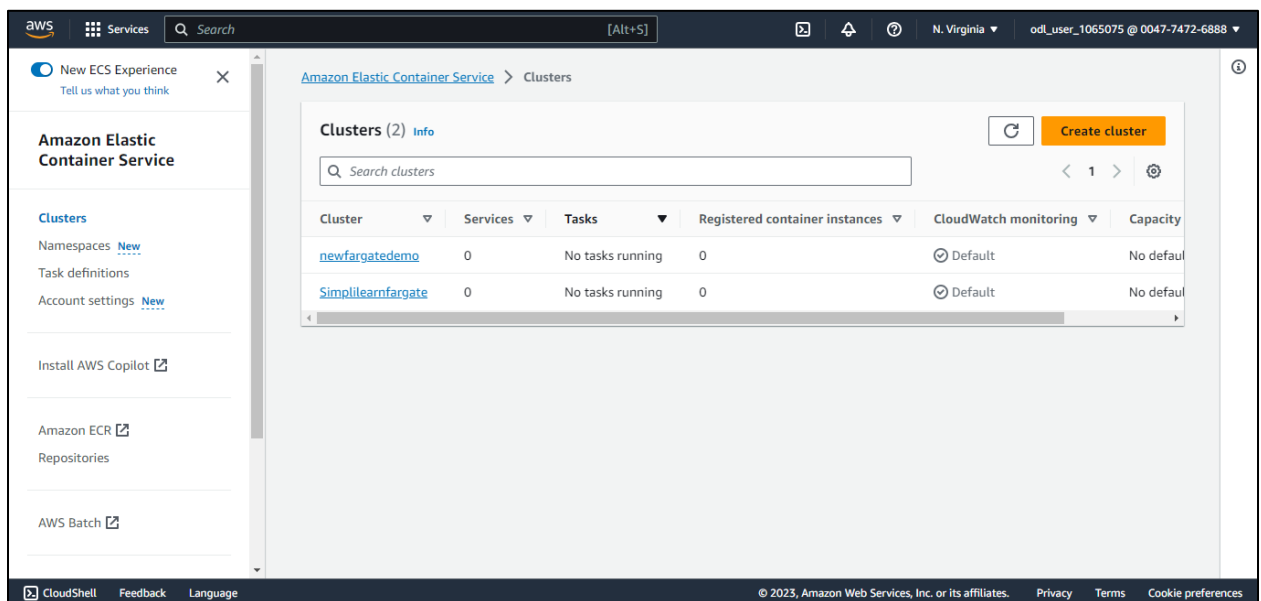 aws Services Search [Alt+S] N. Virginia odl_user_1065075 @ 0047-7472-6888
New ECS Experience
Tell us what you think
Amazon Elastic
Container Service
Clusters
Namespaces New
Task definitions
Account settings New
Install AWS Copilot
Amazon ECR
Repositories
AWS Batch
Amazon Elastic Container Service > Clusters
Clusters (2) Info
Create cluster
Search clusters
1
Cluster Services Tasks Registered container instances CloudWatch monitoring Capacity
newfargatedemo 0 No tasks running 0 Default No defaul
Simplilearnfargate 0 No tasks running 0 Default No defaul
CloudShell Feedback Language © 2023, Amazon Web Services, Inc. or its affiliates. Privacy Terms Cookie preferences